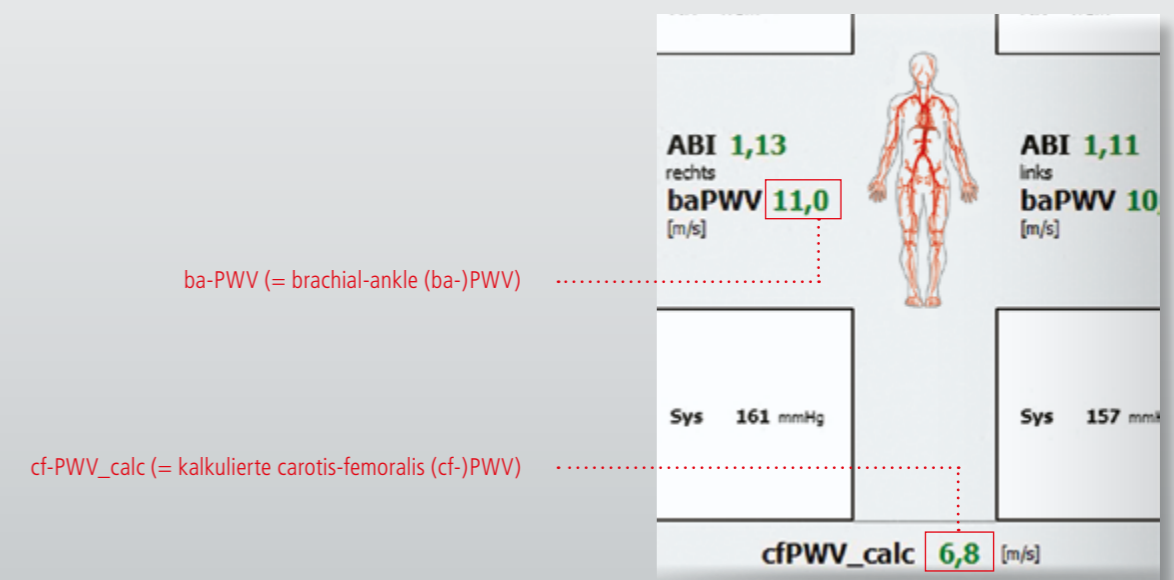 ABI 1,13
rechts
baPWV 11,0
[m/s]
ABI 1,11
links
baPWV 10,
[m/s]
ba-PWV (= brachial-ankle (ba-)PWV)
Sys 161 mmHg
Sys 157
cf-PWV_calc (= kalkulierte carotis-femoralis (cf-)PWV)
cfPWV_calc 6,8 [m/s]